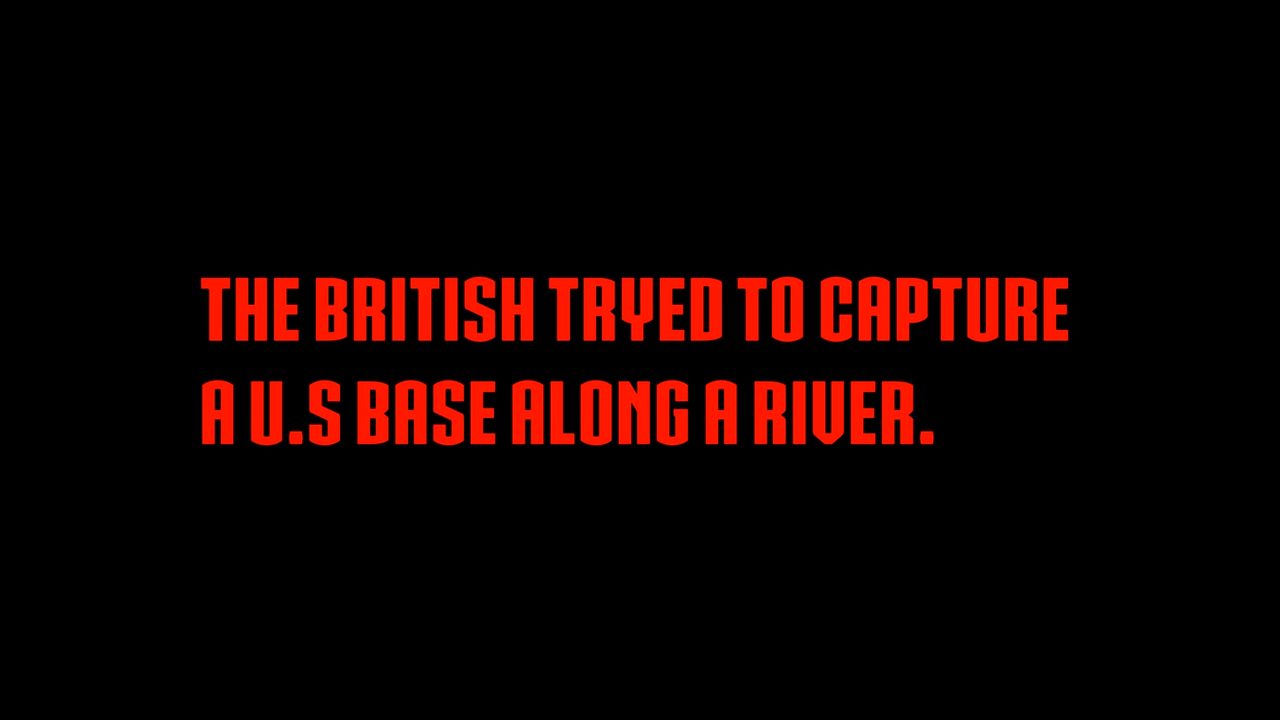 THE BRITISH TRYED TO CAPTURE
A U.S BASE ALONG A RIVER.